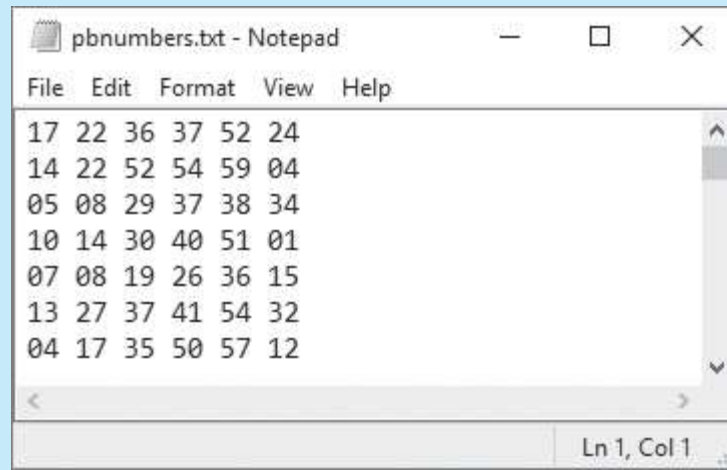 pbnumbers.txt - Notepad
File Edit Format View Help
17 22 36 37 52 24
14 22 52 54 59 04
05 08 29 37 38 34
10 14 30 40 51 01
07 08 19 26 36 15
13 27 37 41 54 32
04 17 35 50 57 12
Ln 1, Col 1